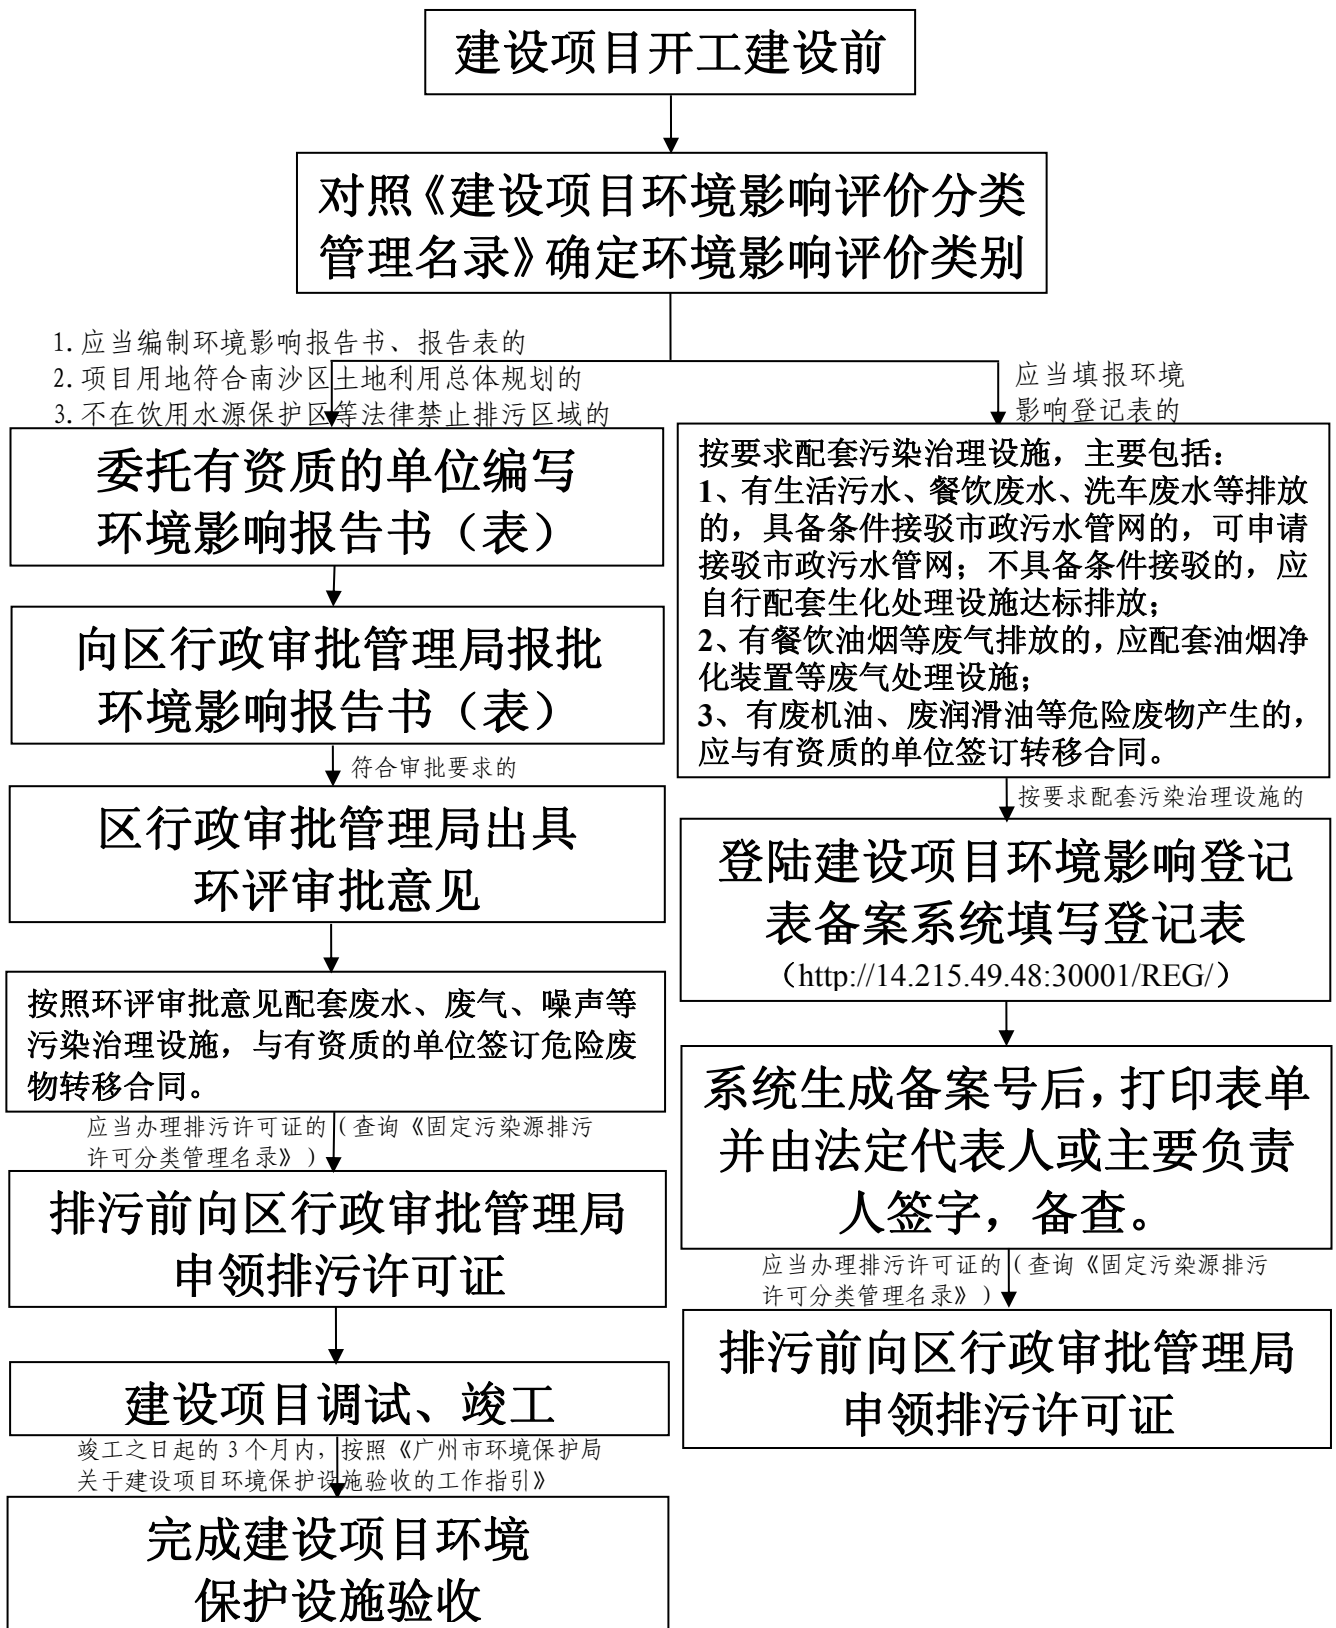 建设项目开工建设前
对照《建设项目环境影响评价分类
管理名录》确定环境影响评价类别
1.应当编制环境影响报告书、报告表的
2.项目用地符合南沙区土地利用总体规划的
3.不在饮用水源保护区等法律禁止排污区域的
委托有资质的单位编写
环境影响报告书（表）
向区行政审批管理局报批
环境影响报告书（表）
符合审批要求的
区行政审批管理局出具
环评审批意见
按照环评审批意见配套废水、废气、噪声等
污染治理设施，与有资质的单位签订危险废
物转移合同。
应当办理排污许可证的（查询《固定污染源排污
许可分类管理名录》）
排污前向区行政审批管理局
申领排污许可证
建设项目调试、竣工
竣工之日起的3个月内，按照《广州市环境保护局
关于建设项目环境保护设施验收的工作指引》
完成建设项目环境
保护设施验收
应当填报环境
影响登记表的
按要求配套污染治理设施，主要包括：
1、有生活污水、餐饮废水、洗车废水等排放
的，具备条件接驳市政污水管网的，可申请
接驳市政污水管网；不具备条件接驳的，应
自行配套生化处理设施达标排放；
2、有餐饮油烟等废气排放的，应配套油烟净
化装置等废气处理设施；
3、有废机油、废润滑油等危险废物产生的，
应与有资质的单位签订转移合同。
按要求配套污染治理设施的
登陆建设项目环境影响登记
表备案系统填写登记表
（http://14.215.49.48:30001/REG/）
系统生成备案号后，打印表单
并由法定代表人或主要负责
人签字，备查。
应当办理排污许可证的（查询《固定污染源排污
许可分类管理名录》）
排污前向区行政审批管理局
申领排污许可证